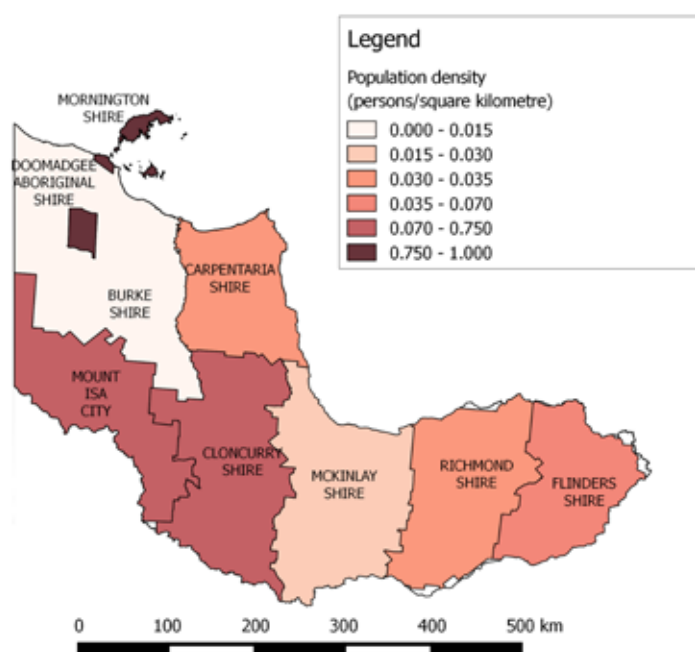 Legend
Population density
(persons/square kilometre)
0.000 - 0.015
0.015 - 0.030
0.030 - 0.035
0.035 - 0.070
0.070 - 0.750
0.750 - 1.000
MORNINGTON
SHIRE
DOOMADGEE
ABORIGINAL
SHIRE
CARPENTARIA
SHIRE
BURKE
SHIRE
MOUNT
ISA
CITY
CLONCURRY
SHIRE
MCKINLAY
SHIRE
RICHMOND
SHIRE
FLINDERS
SHIRE
0 100 200 300 400 500 km